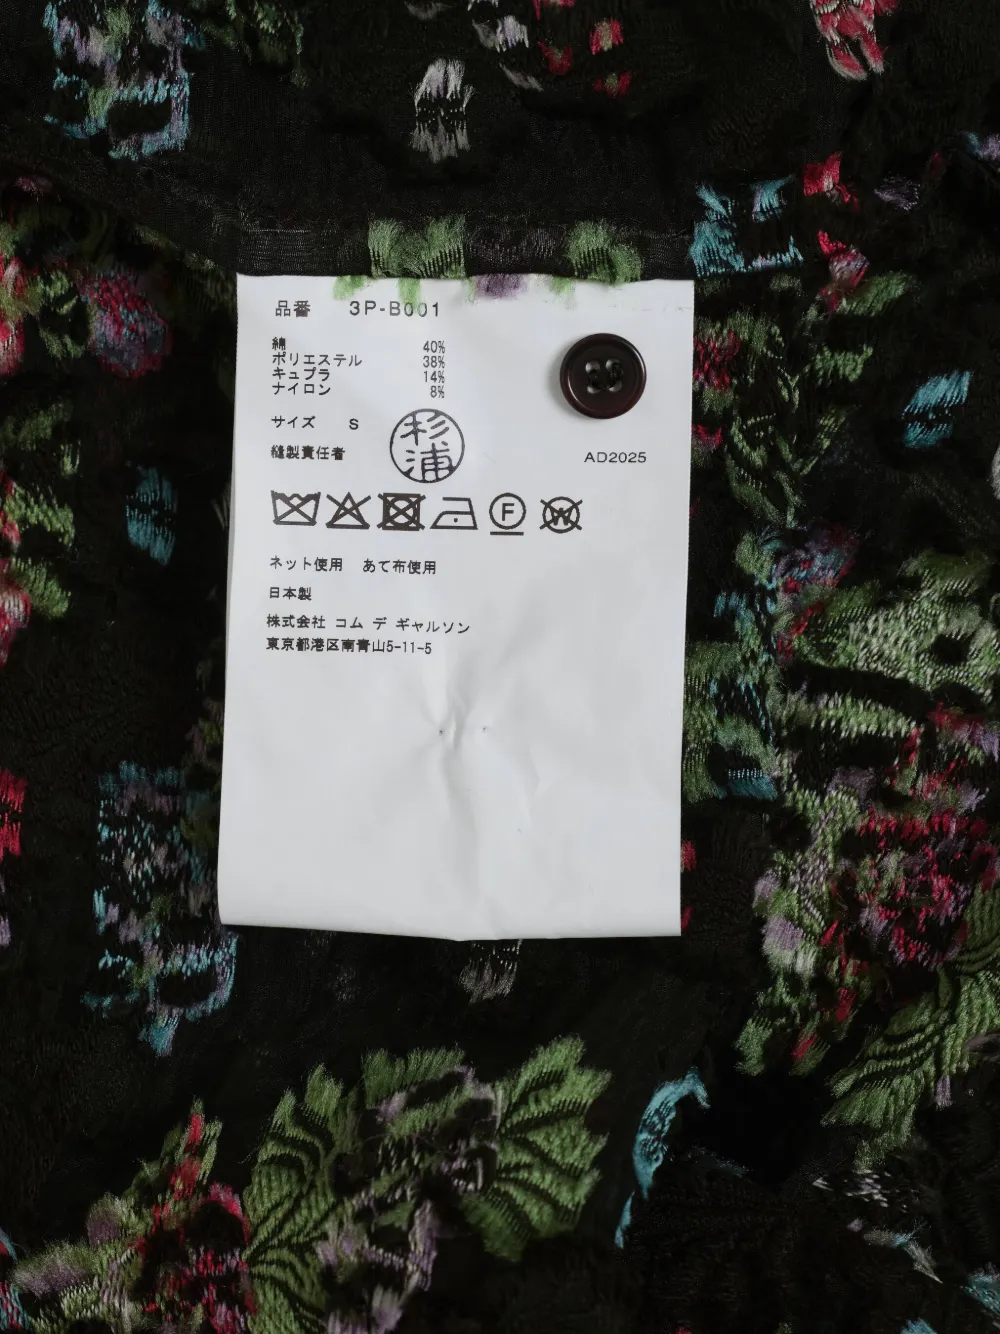 品番 3P-B001
綿 40%
ポリエステル 38%
キュプラ 14%
ナイロン 8%
サイズ S
縫製責任者 杉浦
AD2025
F W
ネット使用 あて布使用
日本製
株式会社 コム デ ギャルソン
東京都港区南青山5-11-5